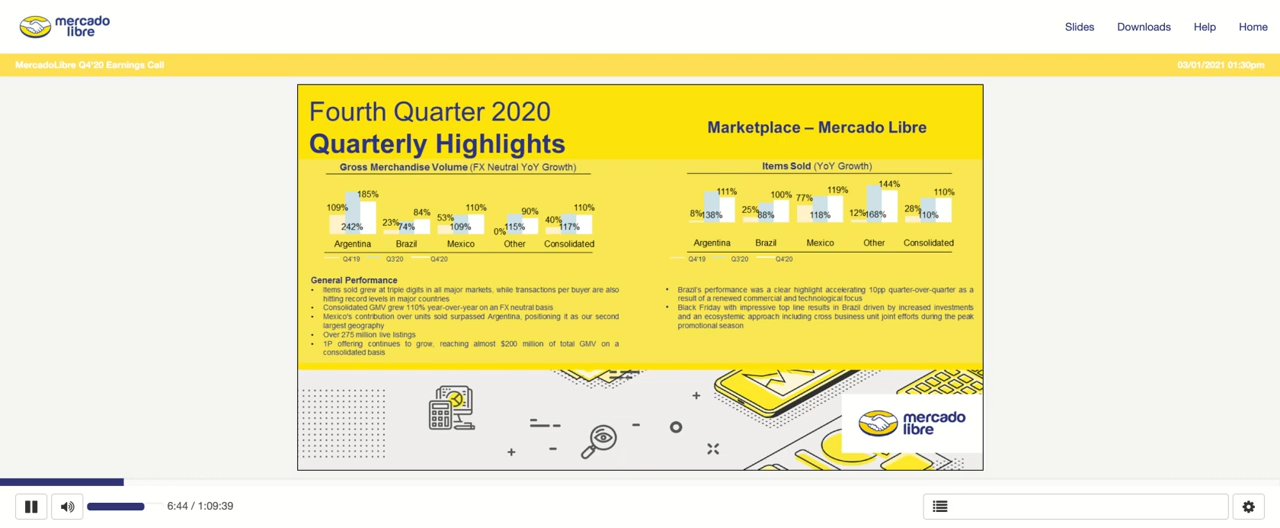 mercado
libre
Slides Downloads Help Home
MercadoLibre Q4'20 Earnings Call 03/01/2021 01:30pm
Fourth Quarter 2020
Quarterly Highlights
Marketplace – Mercado Libre
Gross Merchandise Volume (FX Neutral YoY Growth)
109% 242% 185% 23% 74% 84% 53% 109% 110% 0% 115% 90% 40% 117% 110%
Argentina Brazil Mexico Other Consolidated
Q4'19 Q3'20 Q4'20
Items Sold (YoY Growth)
8% 138% 111% 25% 88% 100% 77% 118% 119% 12% 168% 144% 28% 110% 110%
Argentina Brazil Mexico Other Consolidated
Q4'19 Q3'20 Q4'20
General Performance
• Items sold grew at triple digits in all major markets, while transactions per buyer are also
hitting record levels in major countries
• Consolidated GMV grew 110% year-over-year on an FX neutral basis
• Mexico's contribution over units sold surpassed Argentina, positioning it as our second
largest geography
• Over 275 million live listings
• 1P offering continues to grow, reaching almost $200 million of total GMV on a
consolidated basis
• Brazil's performance was a clear highlight accelerating 10pp quarter-over-quarter as a
result of a renewed commercial and technological focus
• Black Friday with impressive top line results in Brazil driven by increased investments
and an ecosystemic approach including cross business unit joint efforts during the peak
promotional season
mercado
libre
6:44 / 1:09:39